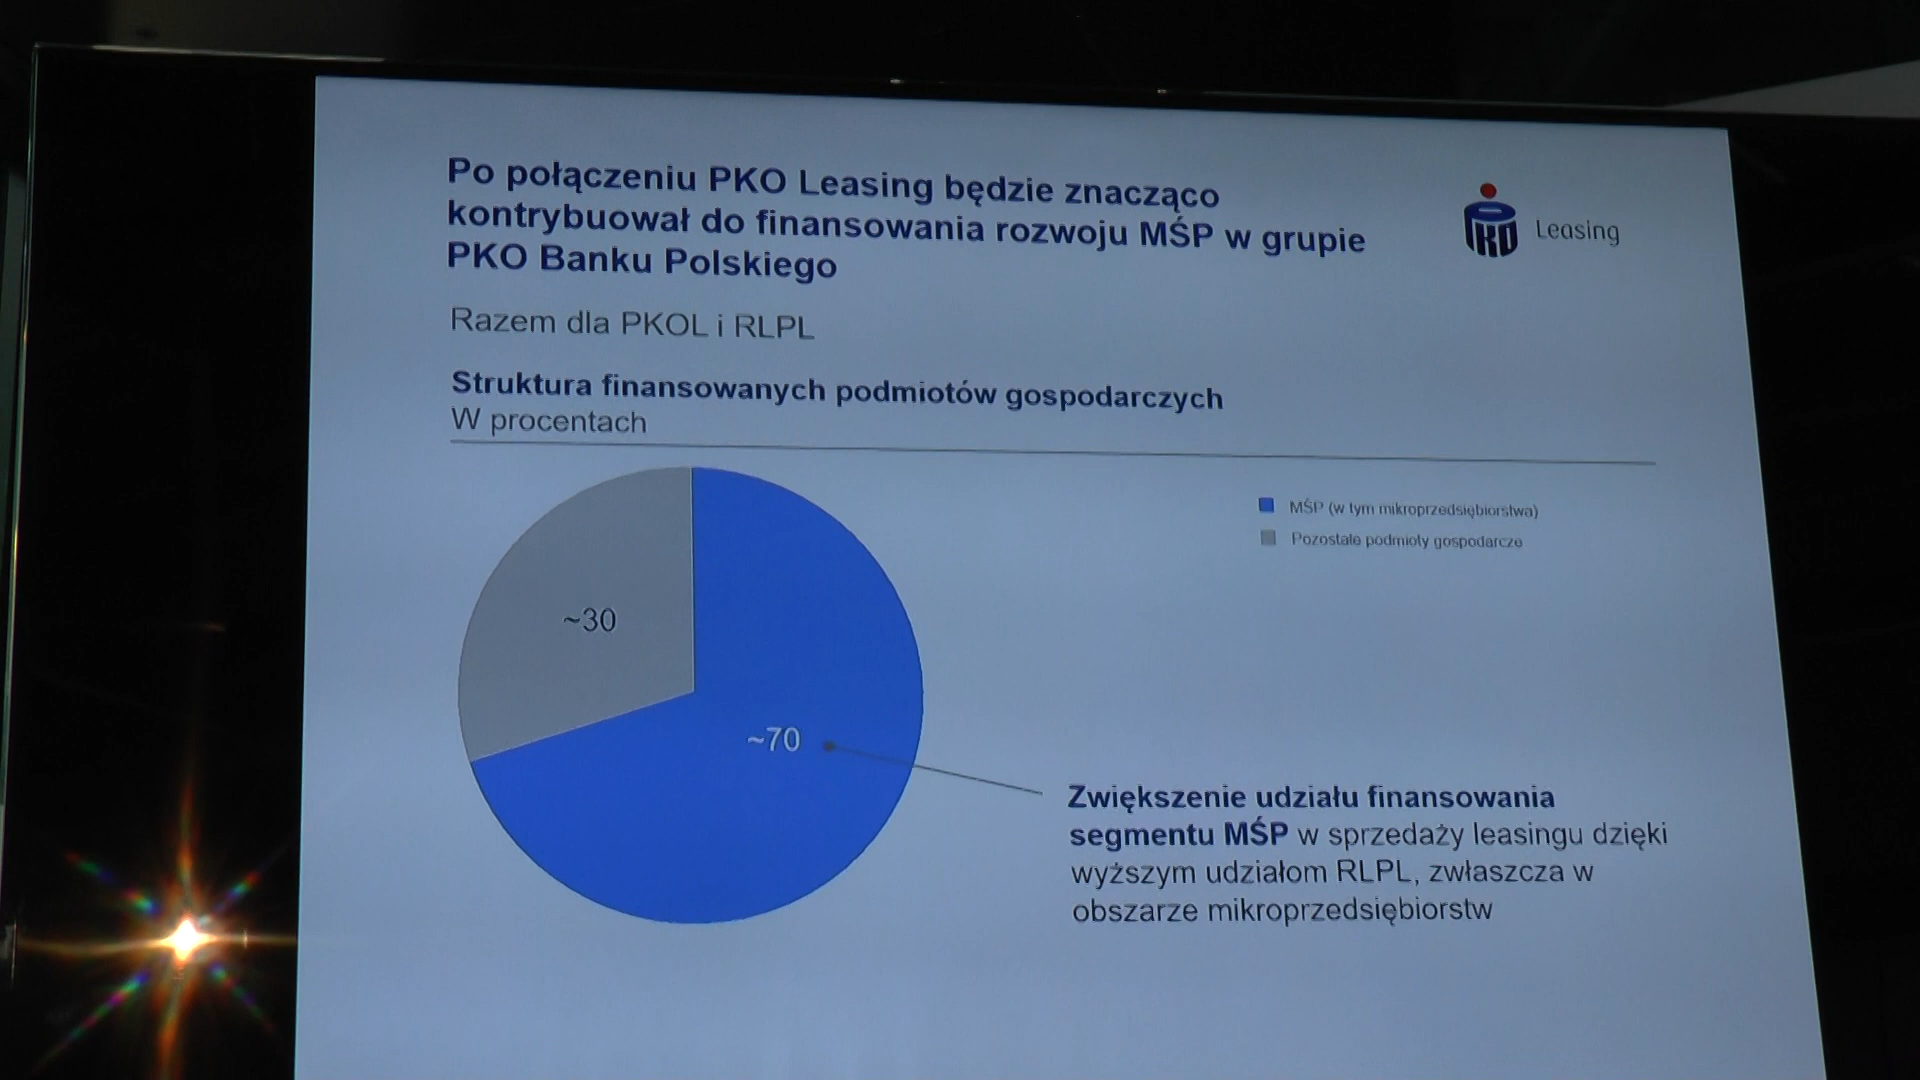 Po połączeniu PKO Leasing będzie znacząco
kontrybuował do finansowania rozwoju MŚP w grupie
PKO Banku Polskiego
PKO Leasing
Razem dla PKOL i RLPL
Struktura finansowanych podmiotów gospodarczych
W procentach
MŚP (w tym mikroprzedsiębiorstwa)
Pozostałe podmioty gospodarcze
~30
~70
Zwiększenie udziału finansowania
segmentu MŚP w sprzedaży leasingu dzięki
wyższym udziałom RLPL, zwłaszcza w
obszarze mikroprzedsiębiorstw